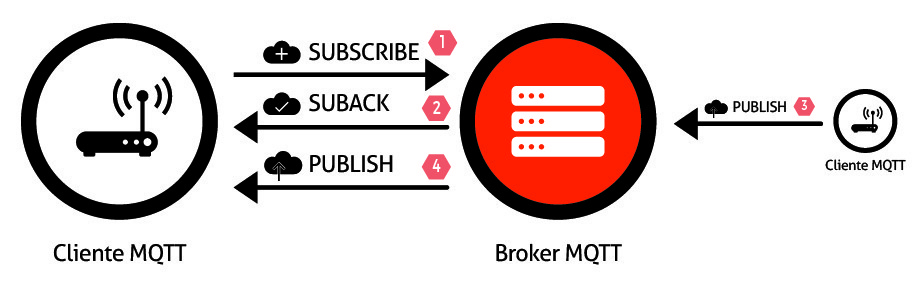 SUBSCRIBE 1
SUBACK 2
PUBLISH 3
PUBLISH 4
Cliente MQTT
Cliente MQTT
Broker MQTT